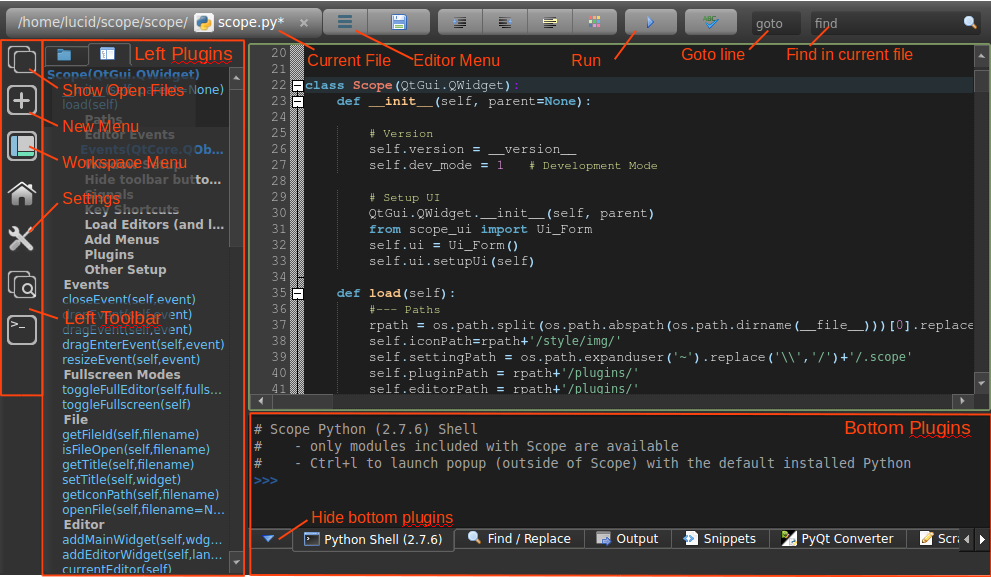 /home/lucid/scope/scope/ scope.py* goto find
Current File Editor Menu Run Goto line Find in current file
Left Plugins
Scope(QtGui.QWidget)
Show Open Files
load(self)
Paths
New Menu
Editor Events
Events(QtCore.QOb...
Workspace Menu
Hide toolbar butto...
Signals
Settings
Key Shortcuts
Load Editors (and l...
Add Menus
Plugins
Other Setup
Events
closeEvent(self,event)
Left Toolbar
dragEvent(self,event)
dragEnterEvent(self,event)
resizeEvent(self,event)
Fullscreen Modes
toggleFullEditor(self,fulls...
toggleFullscreen(self)
File
getFileId(self,filename)
isFileOpen(self,filename)
getTitle(self,filename)
setTitle(self,widget)
getIconPath(self,filename)
openFile(self,filename=N...
Editor
addMainWidget(self,wdg...
addEditorWidget(self,lan...
currentEditor(self)
20
21
22 class Scope(QtGui.QWidget):
23 def __init__(self, parent=None):
24
25 # Version
26 self.version = __version__
27 self.dev_mode = 1 # Development Mode
28
29 # Setup UI
30 QtGui.QWidget.__init__(self, parent)
31 from scope_ui import Ui_Form
32 self.ui = Ui_Form()
33 self.ui.setupUi(self)
34
35 def load(self):
36 #--- Paths
37 rpath = os.path.split(os.path.abspath(os.path.dirname(__file__)))[0].replace
38 self.iconPath=rpath+'/style/img/'
39 self.settingPath = os.path.expanduser('~').replace('\\','/')+'/.scope'
40 self.pluginPath = rpath+'/plugins/'
41 self.editorPath = rpath+'/plugins/'
Bottom Plugins
# Scope Python (2.7.6) Shell
# - only modules included with Scope are available
# - Ctrl+l to launch popup (outside of Scope) with the default installed Python
>>>
Hide bottom plugins
Python Shell (2.7.6) Find / Replace Output Snippets PyQt Converter Scra